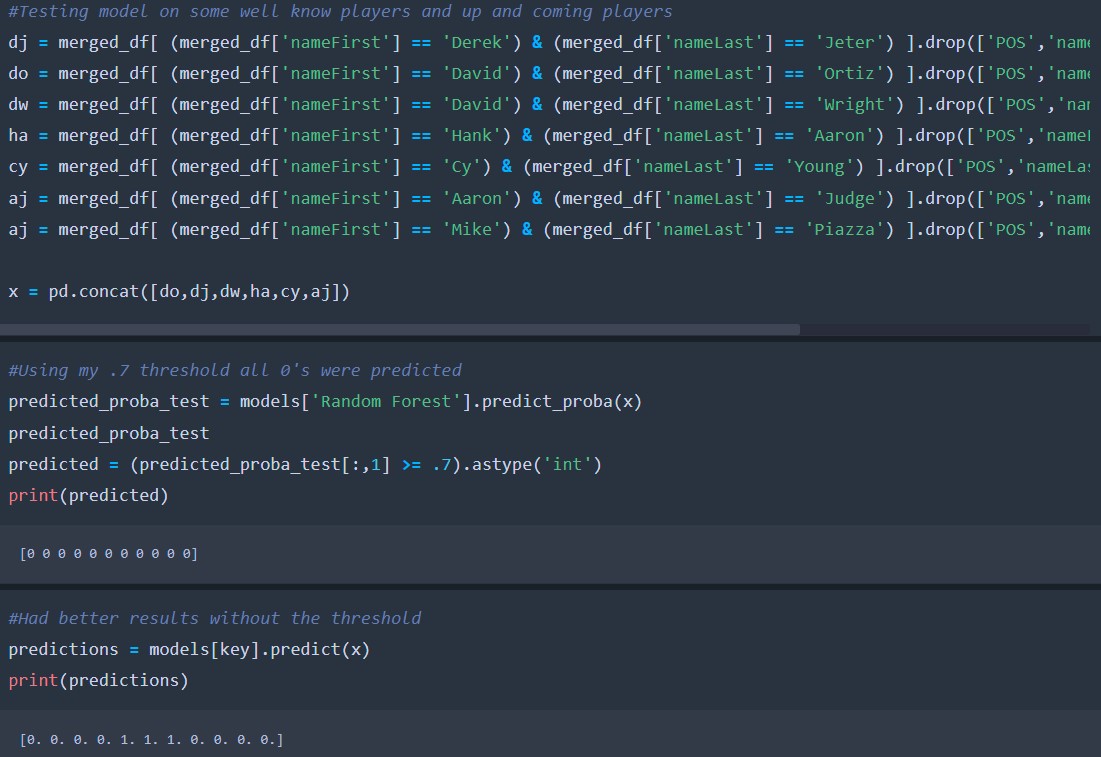 #Testing model on some well know players and up and coming players
dj = merged_df[ (merged_df['nameFirst'] == 'Derek') & (merged_df['nameLast'] == 'Jeter') ].drop(['POS','name
do = merged_df[ (merged_df['nameFirst'] == 'David') & (merged_df['nameLast'] == 'Ortiz') ].drop(['POS','name
dw = merged_df[ (merged_df['nameFirst'] == 'David') & (merged_df['nameLast'] == 'Wright') ].drop(['POS','nam
ha = merged_df[ (merged_df['nameFirst'] == 'Hank') & (merged_df['nameLast'] == 'Aaron') ].drop(['POS','nameL
cy = merged_df[ (merged_df['nameFirst'] == 'Cy') & (merged_df['nameLast'] == 'Young') ].drop(['POS','nameLas
aj = merged_df[ (merged_df['nameFirst'] == 'Aaron') & (merged_df['nameLast'] == 'Judge') ].drop(['POS','name
aj = merged_df[ (merged_df['nameFirst'] == 'Mike') & (merged_df['nameLast'] == 'Piazza') ].drop(['POS','name
x = pd.concat([do,dj,dw,ha,cy,aj])
#Using my .7 threshold all 0's were predicted
predicted_proba_test = models['Random Forest'].predict_proba(x)
predicted_proba_test
predicted = (predicted_proba_test[:,1] >= .7).astype('int')
print(predicted)
[0 0 0 0 0 0 0 0 0 0 0]
#Had better results without the threshold
predictions = models[key].predict(x)
print(predictions)
[0. 0. 0. 0. 1. 1. 1. 0. 0. 0. 0.]